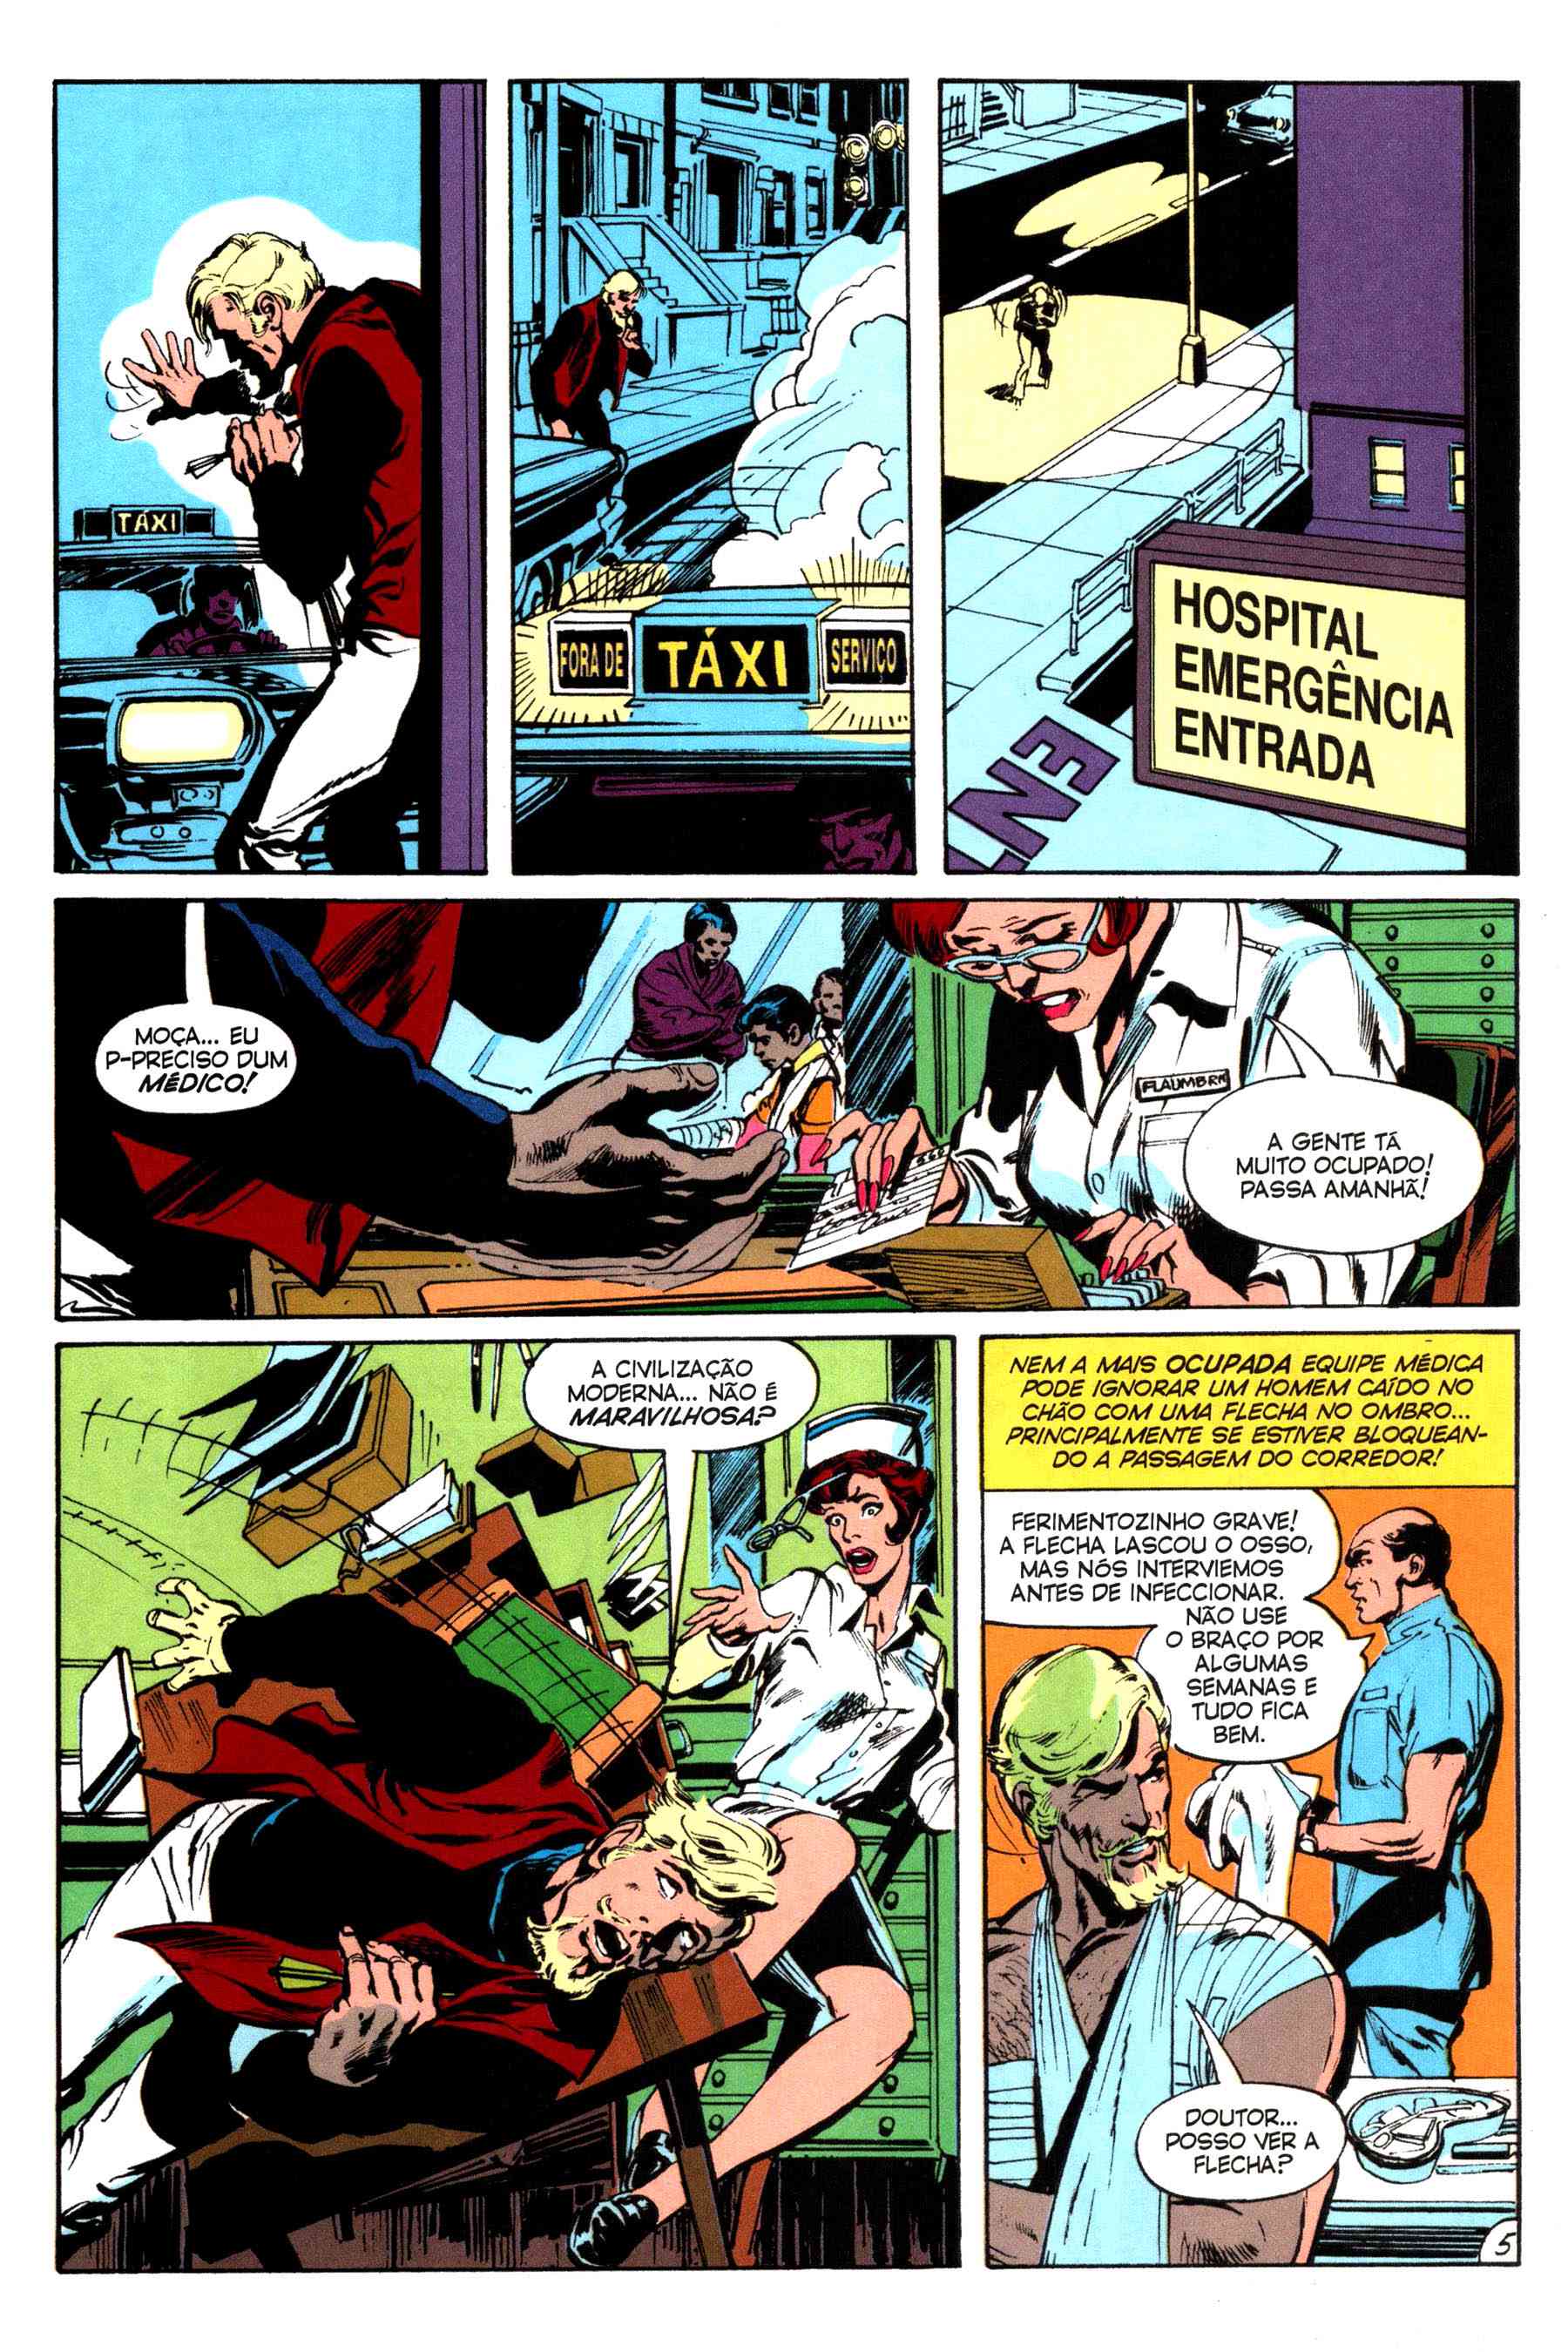 TÁXI
FORA DE TÁXI SERVICO
HOSPITAL
EMERGÊNCIA
ENTRADA
ENT
MOÇA... EU
P-PRECISO DUM
MÉDICO!
FLAUMBRM
A GENTE TÁ
MUITO OCUPADO!
PASSA AMANHÃ!
A CIVILIZAÇÃO
MODERNA... NÃO É
MARAVILHOSA?
NEM A MAIS OCUPADA EQUIPE MÉDICA
PODE IGNORAR UM HOMEM CAÍDO NO
CHÃO COM UMA FLECHA NO OMBRO...
PRINCIPALMENTE SE ESTIVER BLOQUEAN-
DO A PASSAGEM DO CORREDOR!
FERIMENTOZINHO GRAVE!
A FLECHA LASCOU O OSSO,
MAS NÓS INTERVIEMOS
ANTES DE INFECCIONAR.
NÃO USE
O BRAÇO POR
ALGUMAS
SEMANAS E
TUDO FICA
BEM.
DOUTOR...
POSSO VER A
FLECHA?
5